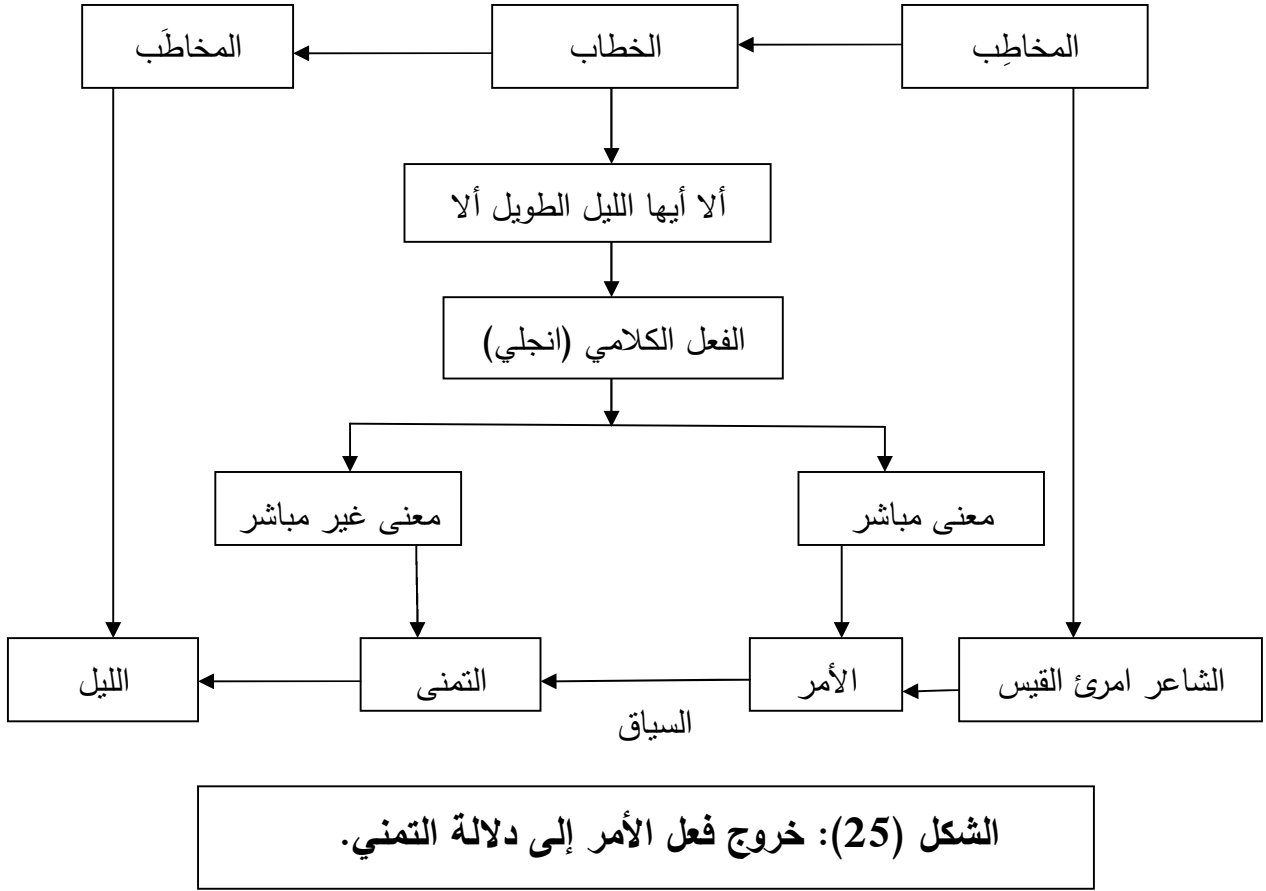 المخاطِب
الخطاب
المخاطَب
ألا أيها الليل الطويل ألا
الفعل الكلامي (انجلي)
معنى مباشر
معنى غير مباشر
الشاعر امرئ القيس
الأمر
التمنى
الليل
السياق
الشكل (25): خروج فعل الأمر إلى دلالة التمني.